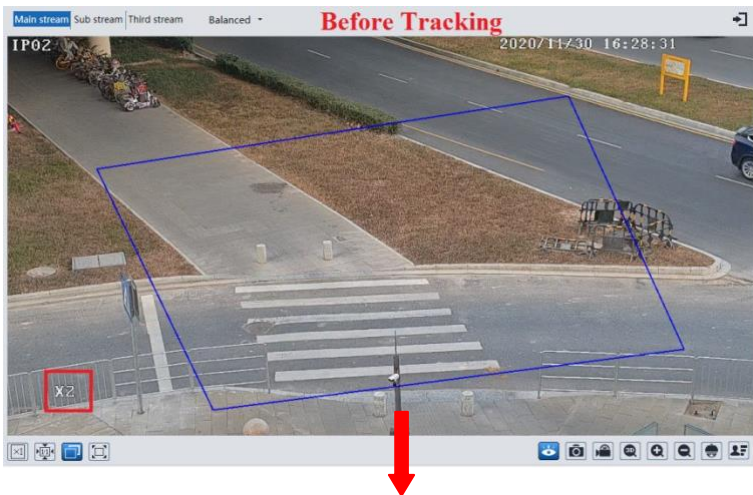 Main stream Sub stream Third stream Balanced
Before Tracking
IP02 2020/11/30 16:28:31
X2